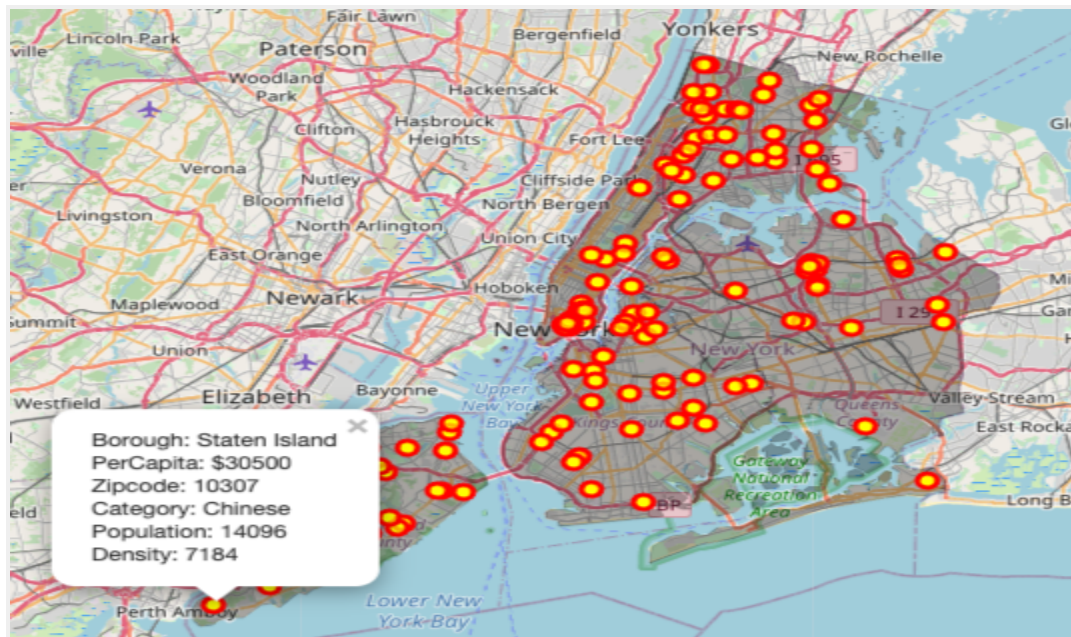 Fair Lawn
Lincoln Park
Bergenfield
Yonkers
ville
Paterson
New Rochelle
Woodland
Park
Hackensack
Clifton
Hasbrouck
Heights
Fort Lee
Verona
Nutley
Cliffside Park
Bloomfield
North Bergen
Livingston
North Arlington
Union City
East Orange
Hoboken
Maplewood
Newark
Summit
New York
Union
New York
Bayonne
Elizabeth
Upper
New York
Bay
Westfield
Valley Stream
Queens
County
East Rocka
Kings County
Gateway
National
Recreation
Area
Long B
BP
Borough: Staten Island
PerCapita: $30500
Zipcode: 10307
Category: Chinese
Population: 14096
Density: 7184
×
Perth Amboy
Lower New
York Bay